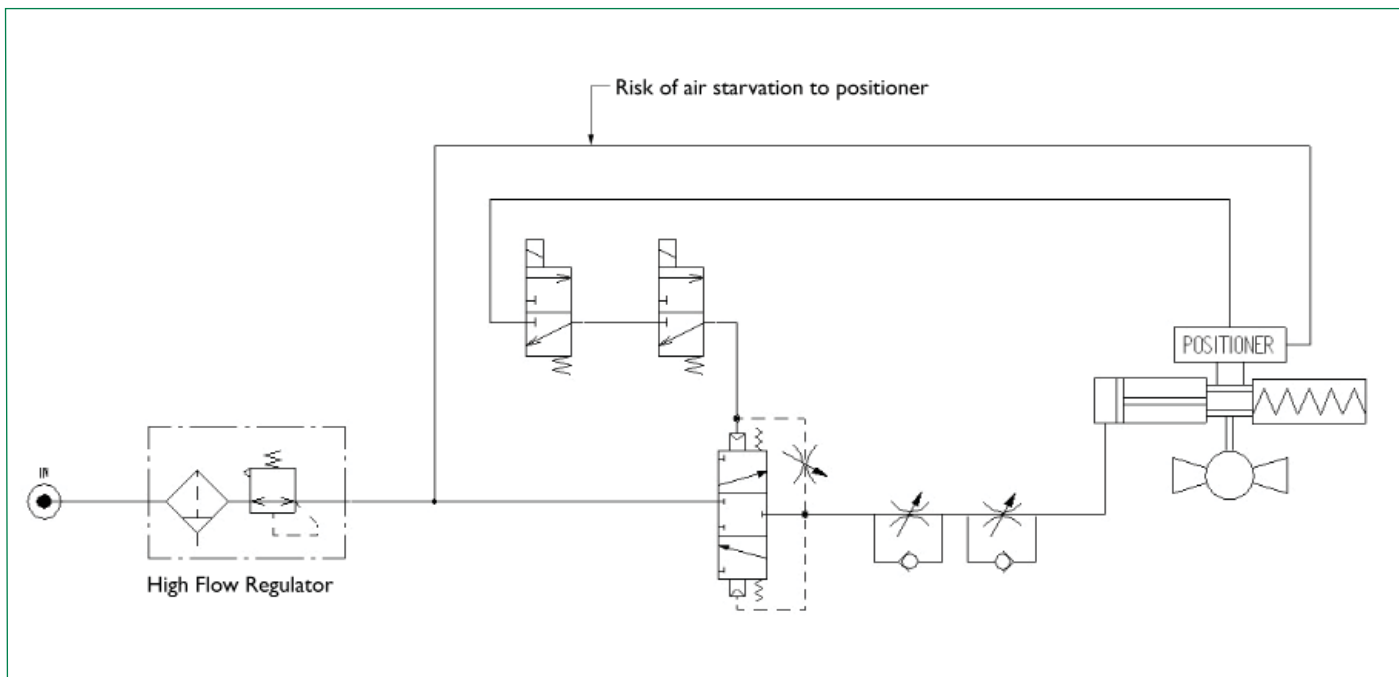 Risk of air starvation to positioner
POSITIONER
IN
High Flow Regulator